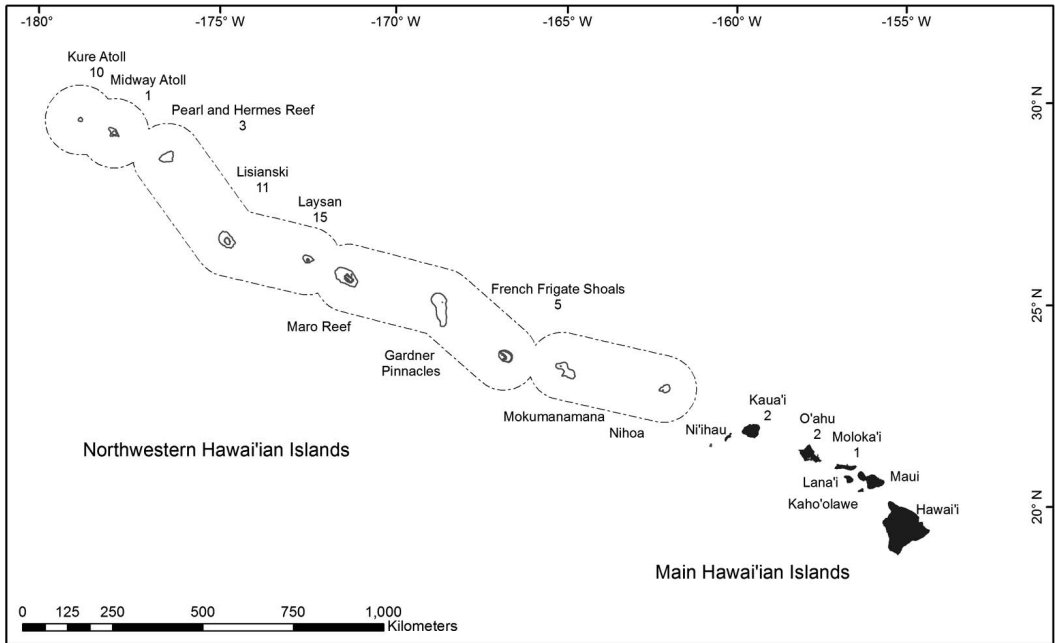 -180°
-175° W
-170° W
-165° W
-160° W
-155° W
Kure Atoll
10
Midway Atoll
1
Pearl and Hermes Reef
3
30° N
Lisianski
11
Laysan
15
French Frigate Shoals
5
25° N
Maro Reef
Gardner
Pinnacles
Mokumanamana
Nihoa
Ni'ihau
Kaua'i
2
O'ahu
2
Moloka'i
1
Lana'i
Maui
Kaho'olawe
Hawai'i
20° N
Northwestern Hawai'ian Islands
Main Hawai'ian Islands
0 125 250 500 750 1,000
Kilometers